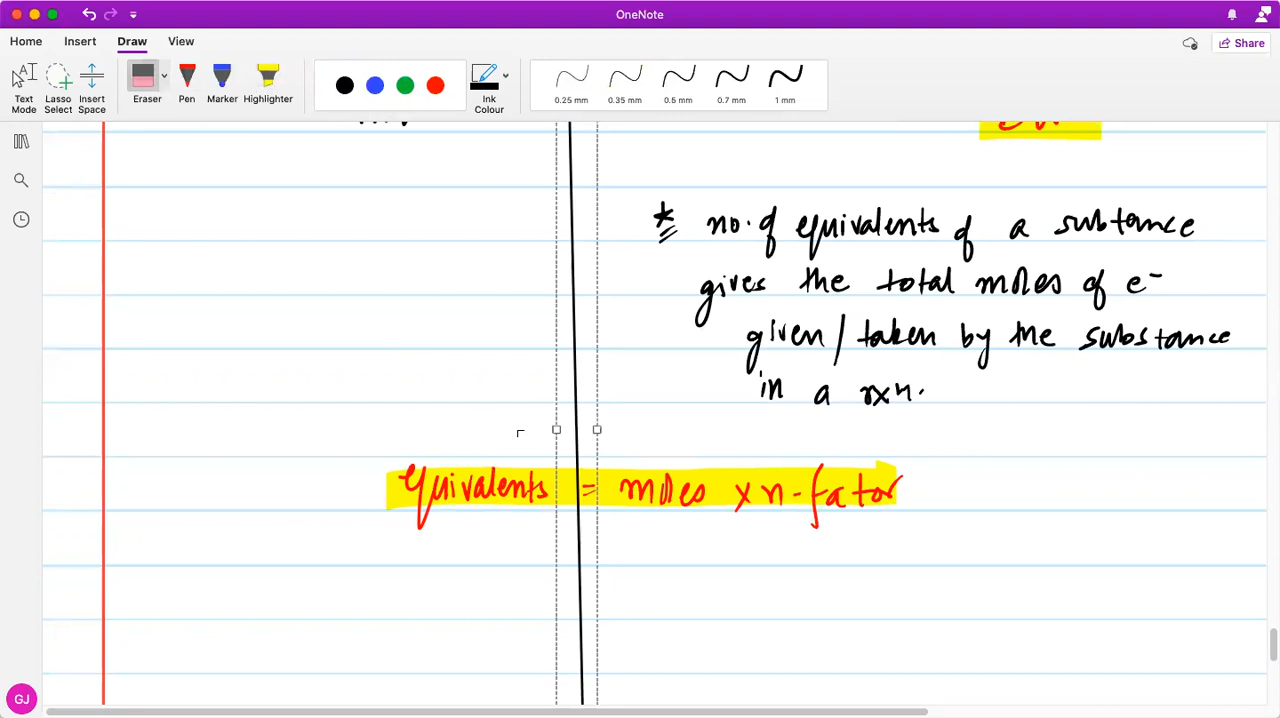 OneNote
Home Insert Draw View
Share
Text Mode
Lasso Select
Insert Space
Eraser
Pen
Marker
Highlighter
Ink Colour
0.25 mm 0.35 mm 0.5 mm 0.7 mm 1 mm
* no. of equivalents of a substance
gives the total moles of e-
given/taken by the substance
in a rxn.
equivalents = moles x n-factor
GJ